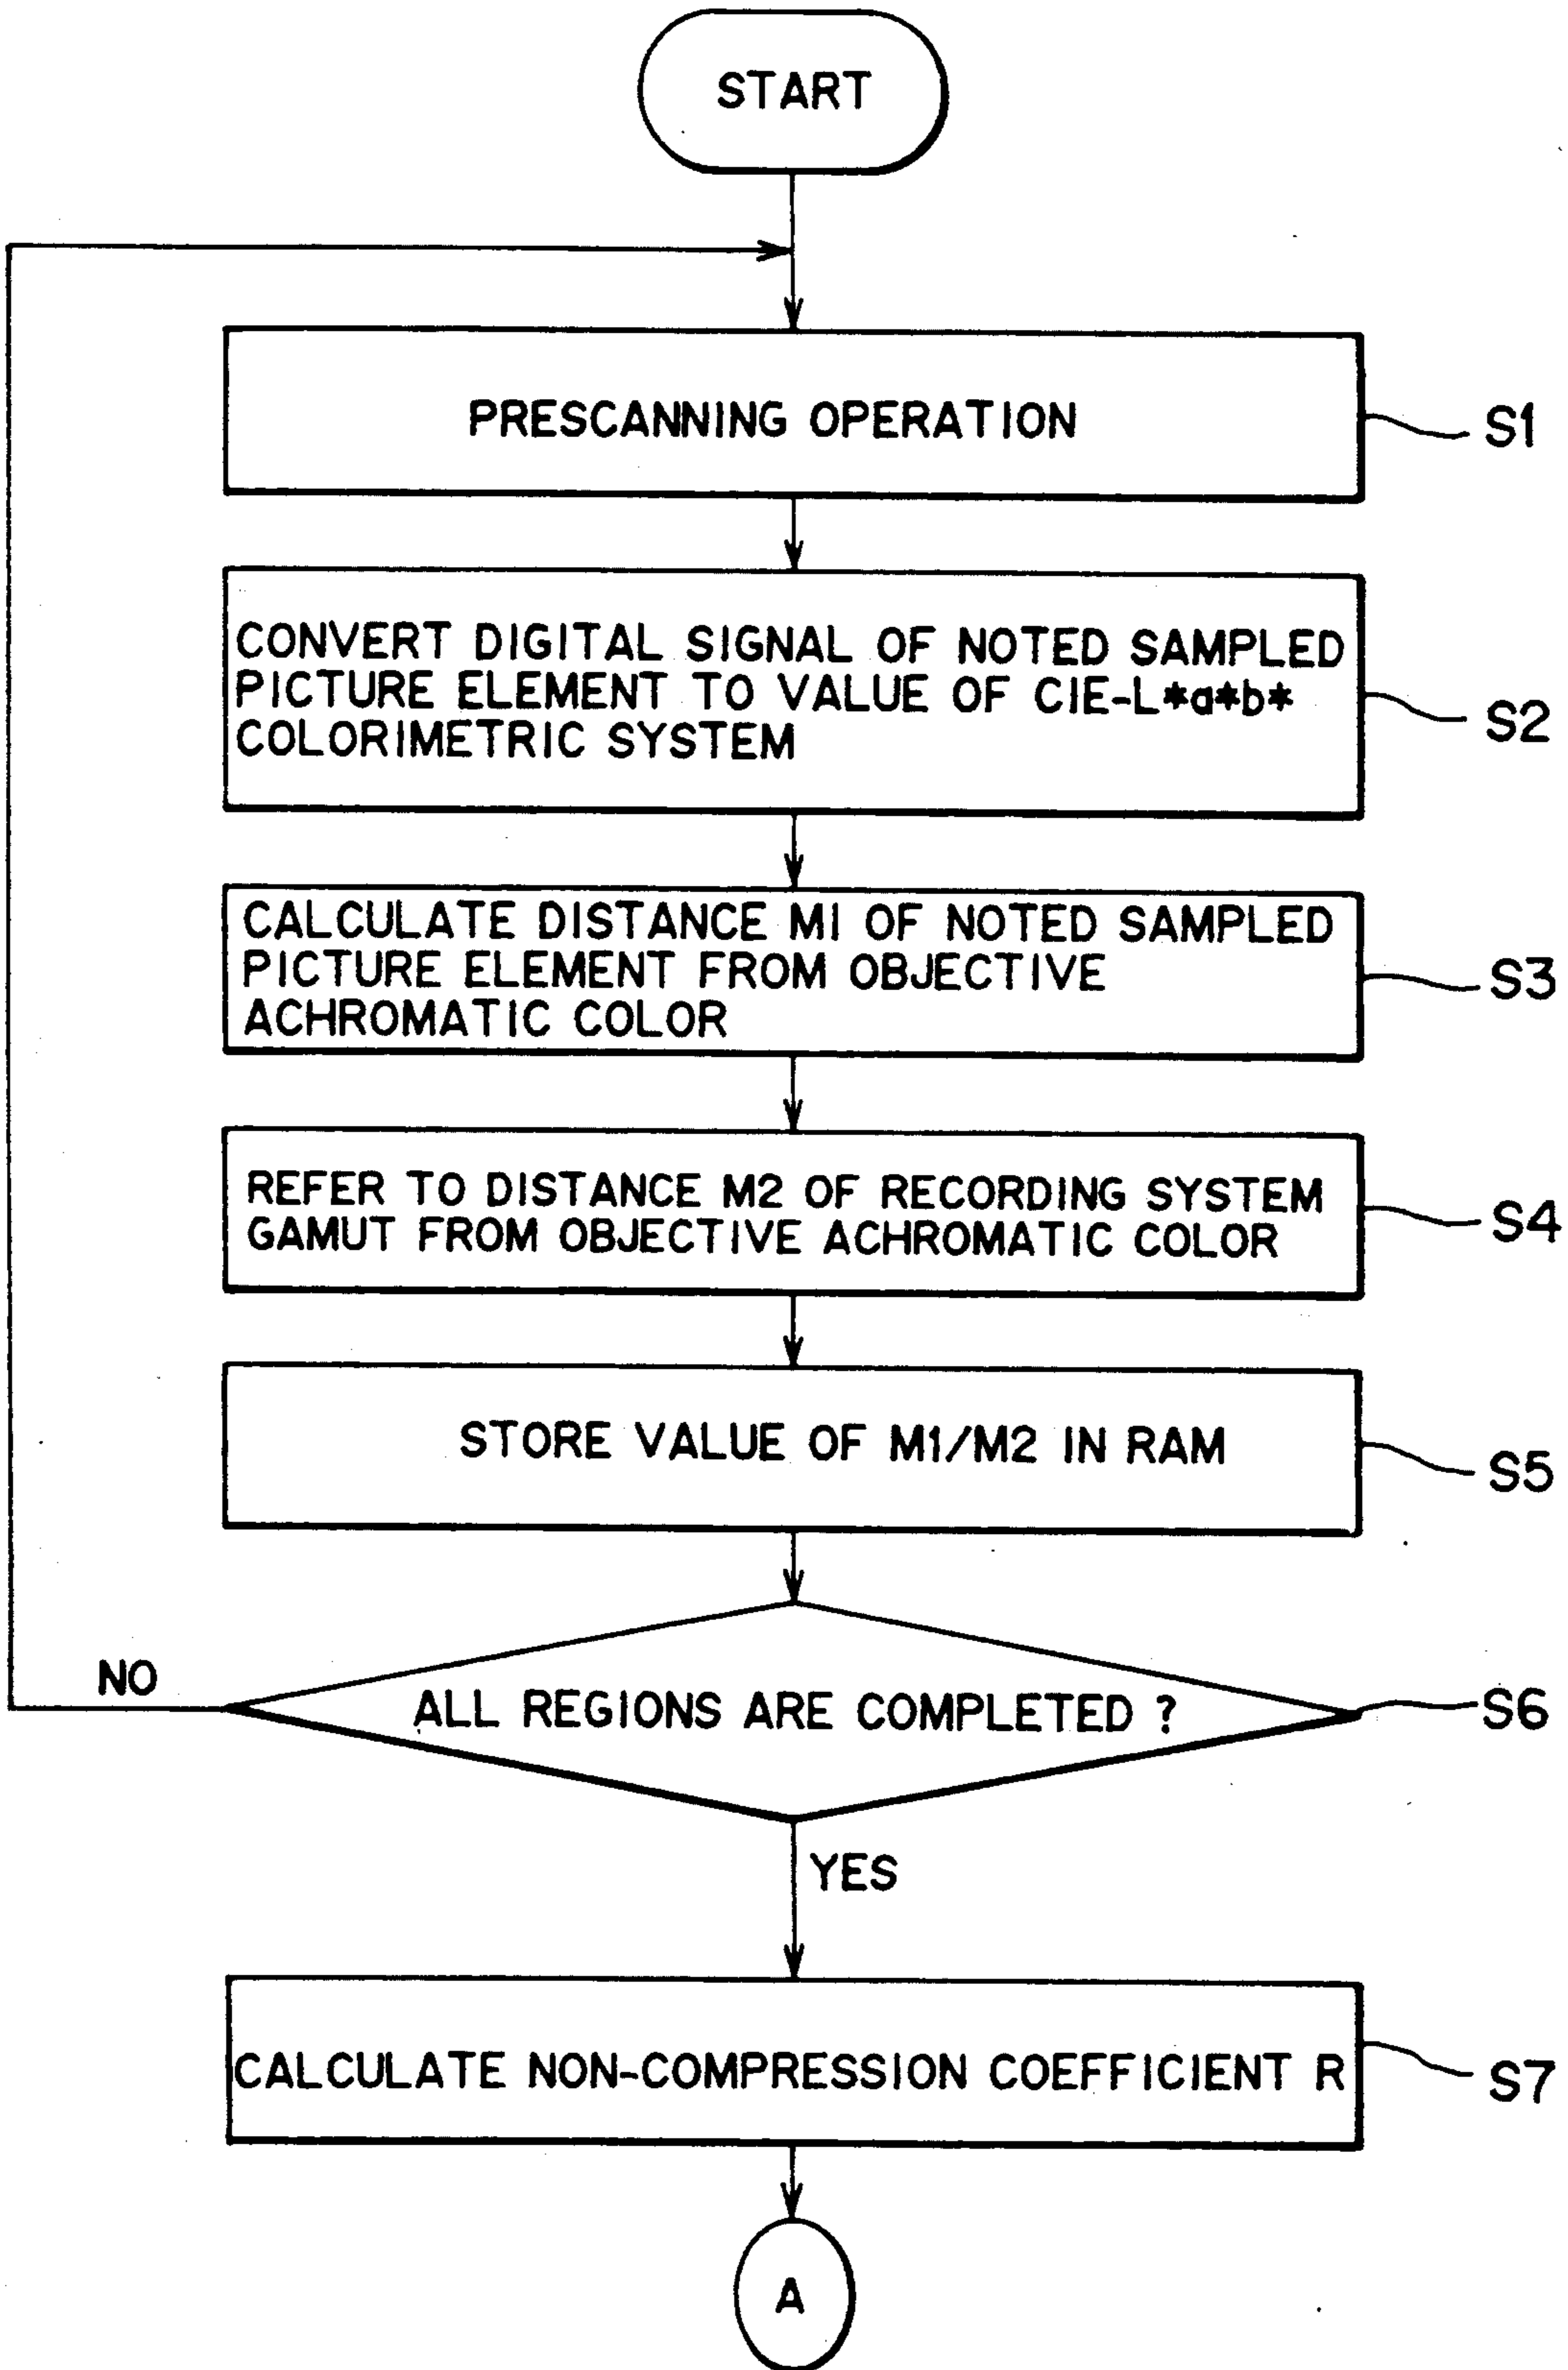 START
PRESCANNING OPERATION
S1
CONVERT DIGITAL SIGNAL OF NOTED SAMPLED
PICTURE ELEMENT TO VALUE OF CIE-L*a*b*
COLORIMETRIC SYSTEM
S2
CALCULATE DISTANCE M1 OF NOTED SAMPLED
PICTURE ELEMENT FROM OBJECTIVE
ACHROMATIC COLOR
S3
REFER TO DISTANCE M2 OF RECORDING SYSTEM
GAMUT FROM OBJECTIVE ACHROMATIC COLOR
S4
STORE VALUE OF M1/M2 IN RAM
S5
NO
ALL REGIONS ARE COMPLETED ?
S6
YES
CALCULATE NON-COMPRESSION COEFFICIENT R
S7
A